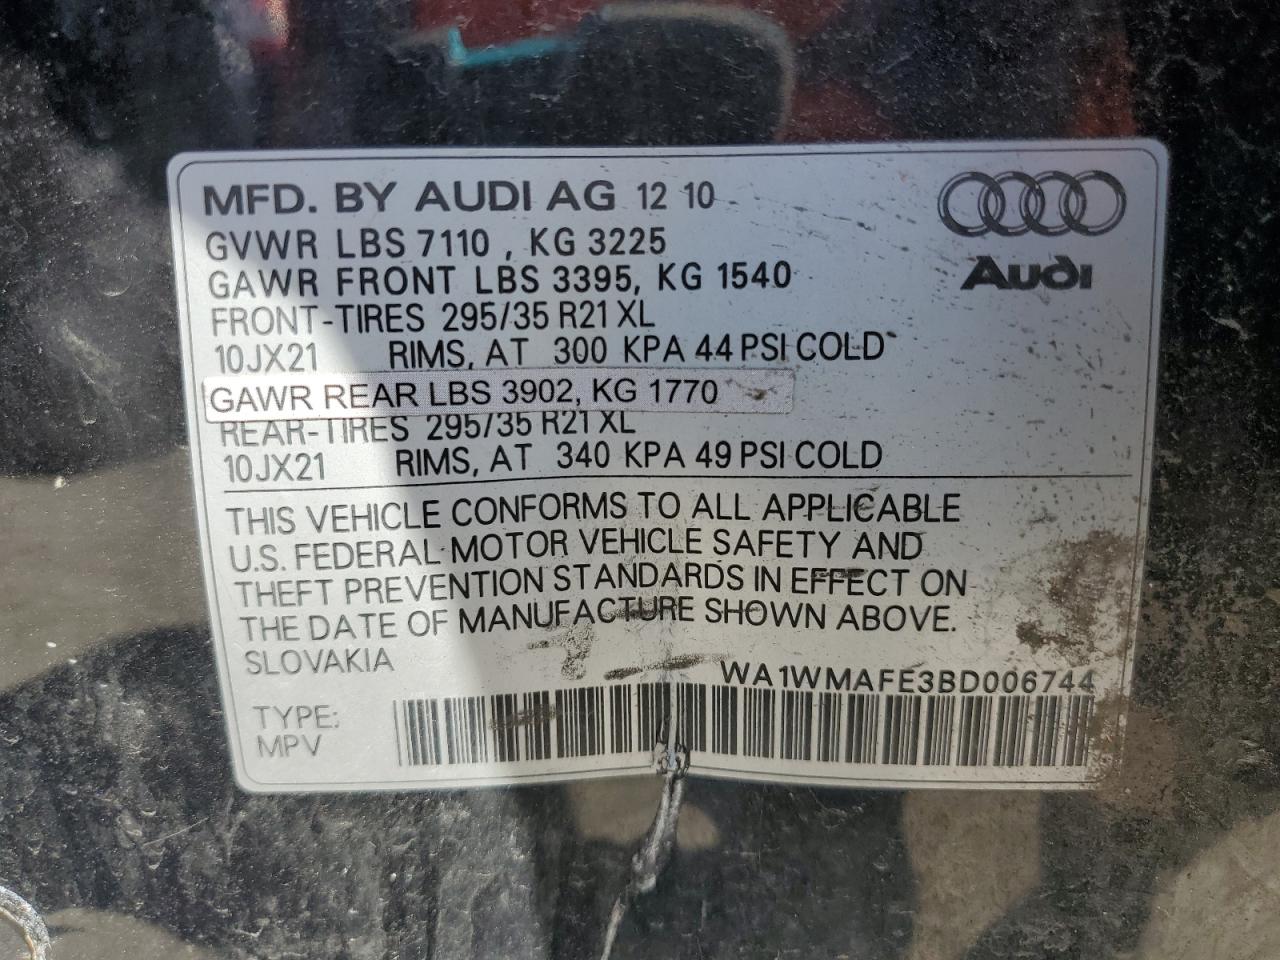 MFD. BY AUDI AG 12 10
GVWR LBS 7110 , KG 3225
GAWR FRONT LBS 3395, KG 1540
Audi
FRONT-TIRES 295/35 R21 XL
10JX21 RIMS, AT 300 KPA 44 PSI COLD
GAWR REAR LBS 3902, KG 1770
REAR-TIRES 295/35 R21 XL
10JX21 RIMS, AT 340 KPA 49 PSI COLD
THIS VEHICLE CONFORMS TO ALL APPLICABLE
U.S. FEDERAL MOTOR VEHICLE SAFETY AND
THEFT PREVENTION STANDARDS IN EFFECT ON
THE DATE OF MANUFACTURE SHOWN ABOVE.
SLOVAKIA
WA1WMAFE3BD006744
TYPE:
MPV